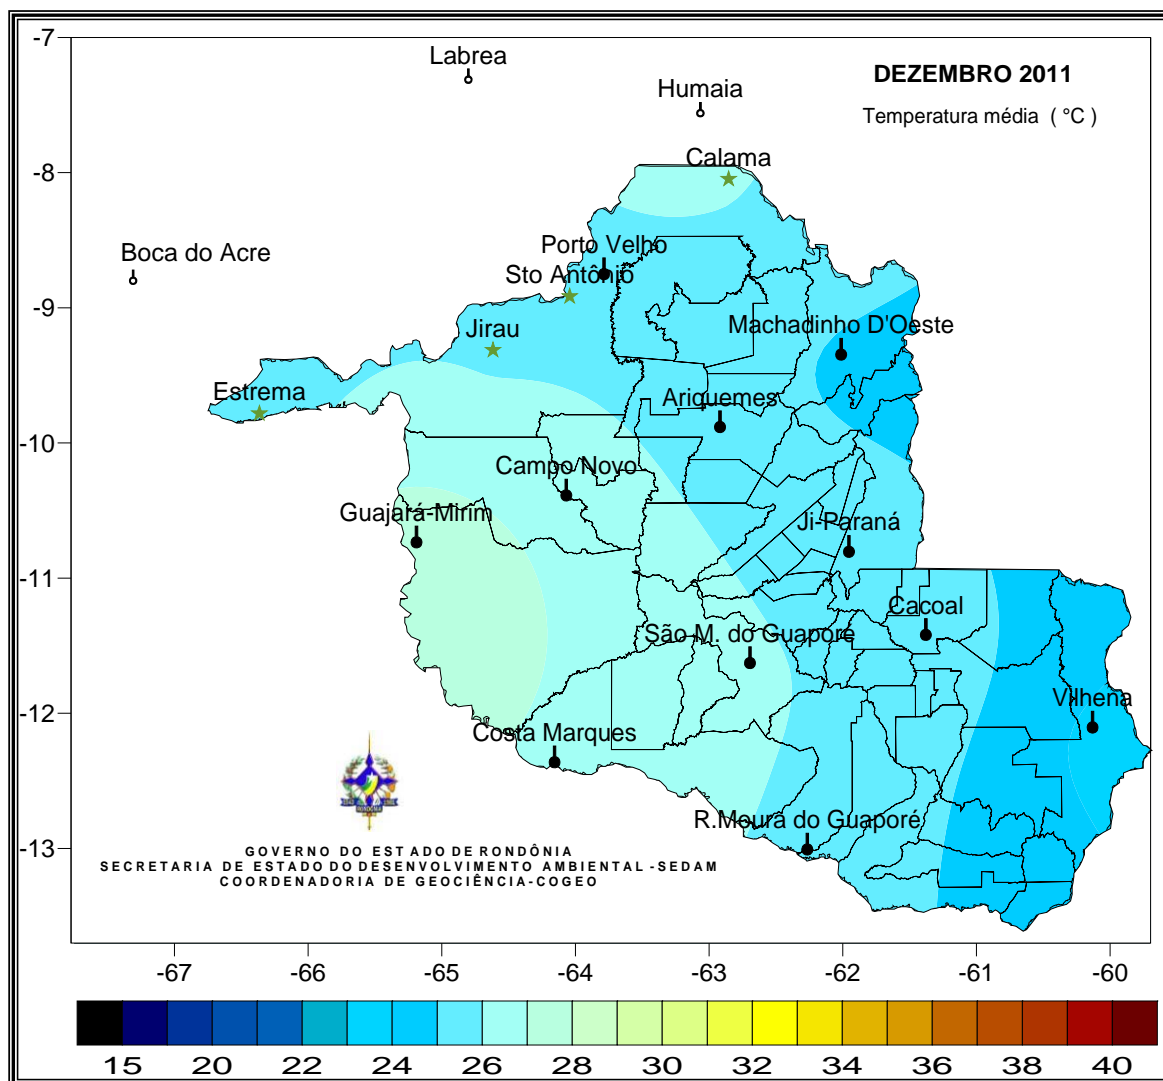 -7
Labrea
DEZEMBRO 2011
Humaia
Temperatura média ( °C )
Calama
-8
Boca do Acre
Porto Velho
Sto Antônio
-9
Jirau
Machadinho D'Oeste
Estrema
Ariquemes
-10
Campo Novo
Guajará-Mirim
Ji-Paraná
-11
Cacoal
São M. do Guaporé
Vilhena
-12
Costa Marques
R.Moura do Guaporé
-13
GOVERNO DO ESTADO DE RONDÔNIA
SECRETARIA DE ESTADO DO DESENVOLVIMENTO AMBIENTAL -SEDAM
COORDENADORIA DE GEOCIÊNCIA-COGEO
-67 -66 -65 -64 -63 -62 -61 -60
15 20 22 24 26 28 30 32 34 36 38 40